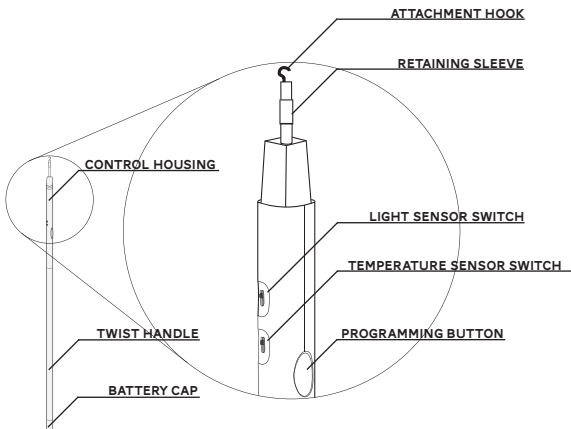 ATTACHMENT HOOK
RETAINING SLEEVE
CONTROL HOUSING
LIGHT SENSOR SWITCH
TEMPERATURE SENSOR SWITCH
TWIST HANDLE
PROGRAMMING BUTTON
BATTERY CAP